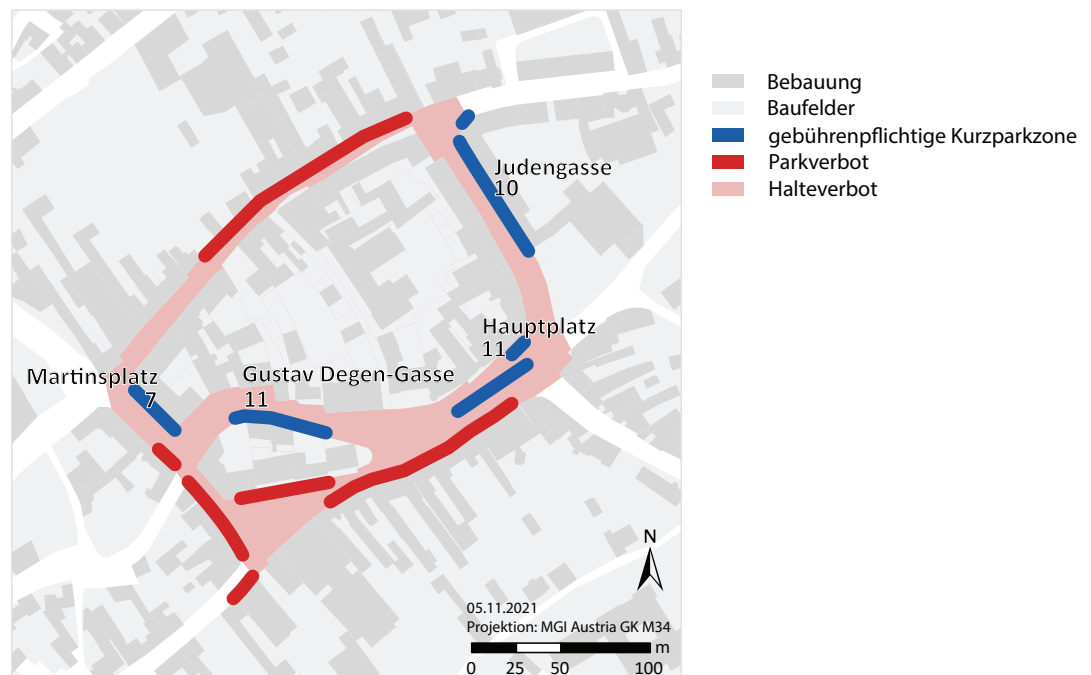 Bebauung
Baufelder
gebührenpflichtige Kurzparkzone
Parkverbot
Halteverbot
Judengasse
10
Hauptplatz
11
Martinsplatz
7
Gustav Degen-Gasse
11
N
05.11.2021
Projektion: MGI Austria GK M34
m
0 25 50 100